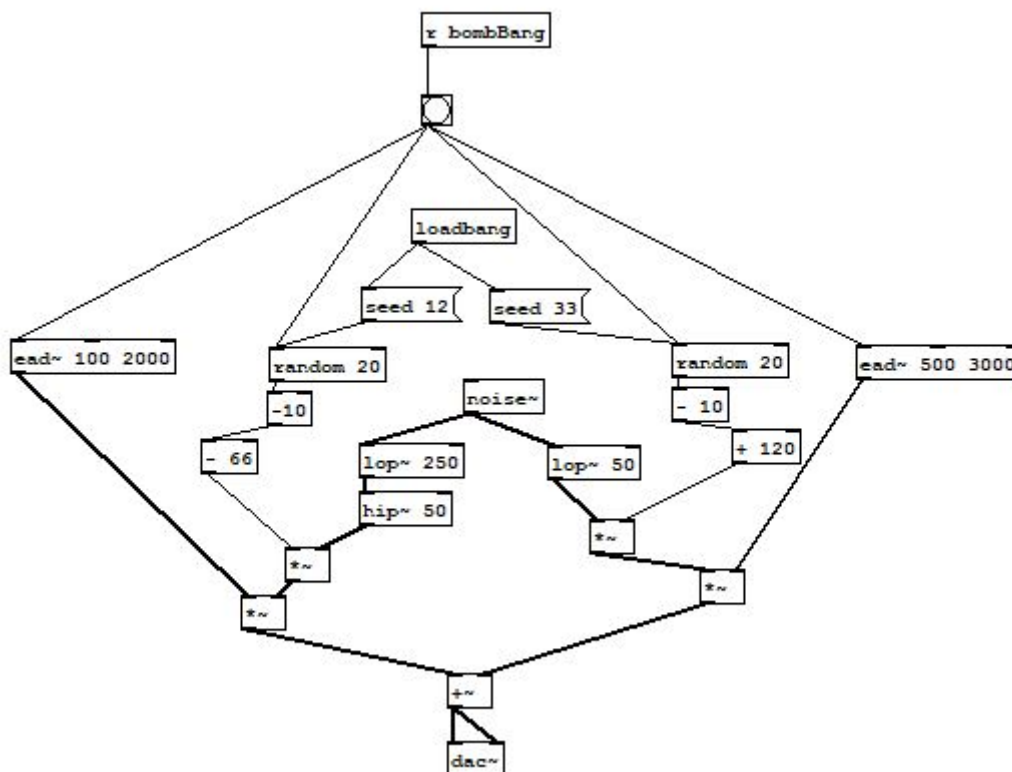 r bombBang
loadbang
seed 12
seed 33
ead~ 100 2000
random 20
random 20
ead~ 500 3000
noise~
-10
- 10
- 66
lop~ 250
lop~ 50
+ 120
hip~ 50
*~
*~
*~
*~
+~
dac~